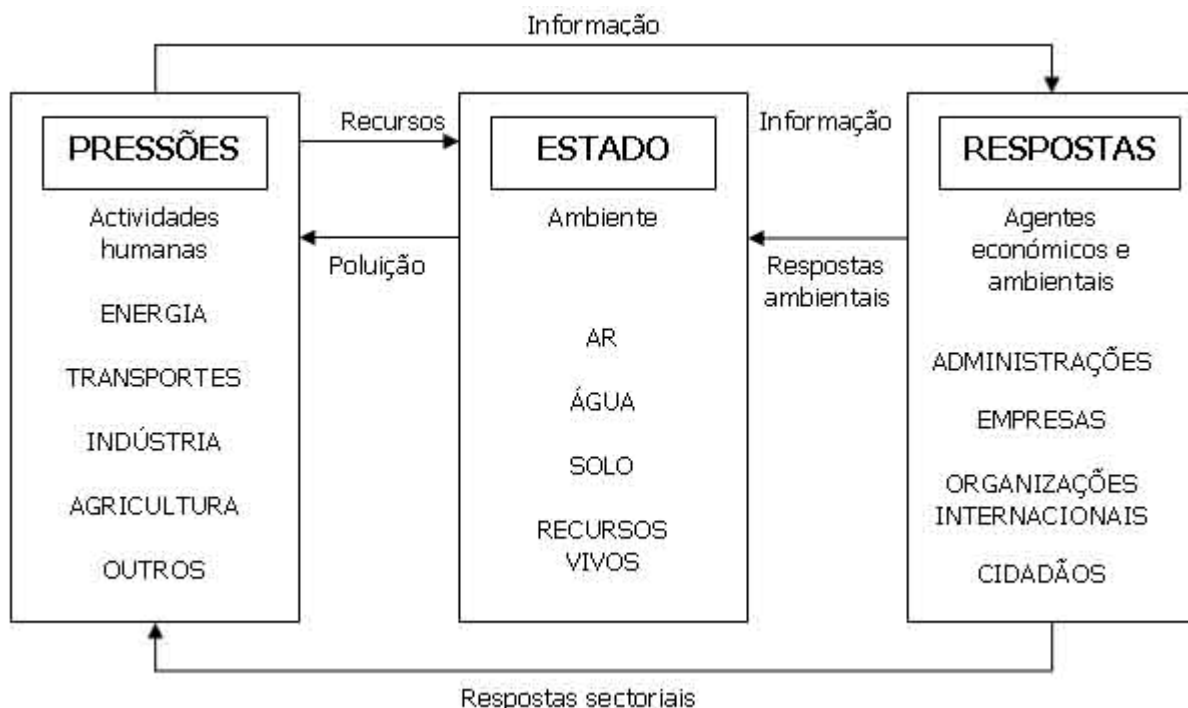 Informação
PRESSÕES
Actividades
humanas
ENERGIA
TRANSPORTES
INDÚSTRIA
AGRICULTURA
OUTROS
Recursos
Poluição
ESTADO
Ambiente
AR
ÁGUA
SOLO
RECURSOS
VIVOS
Informação
Respostas
ambientais
RESPOSTAS
Agentes
económicos e
ambientais
ADMINISTRAÇÕES
EMPRESAS
ORGANIZAÇÕES
INTERNACIONAIS
CIDADÃOS
Respostas sectoriais